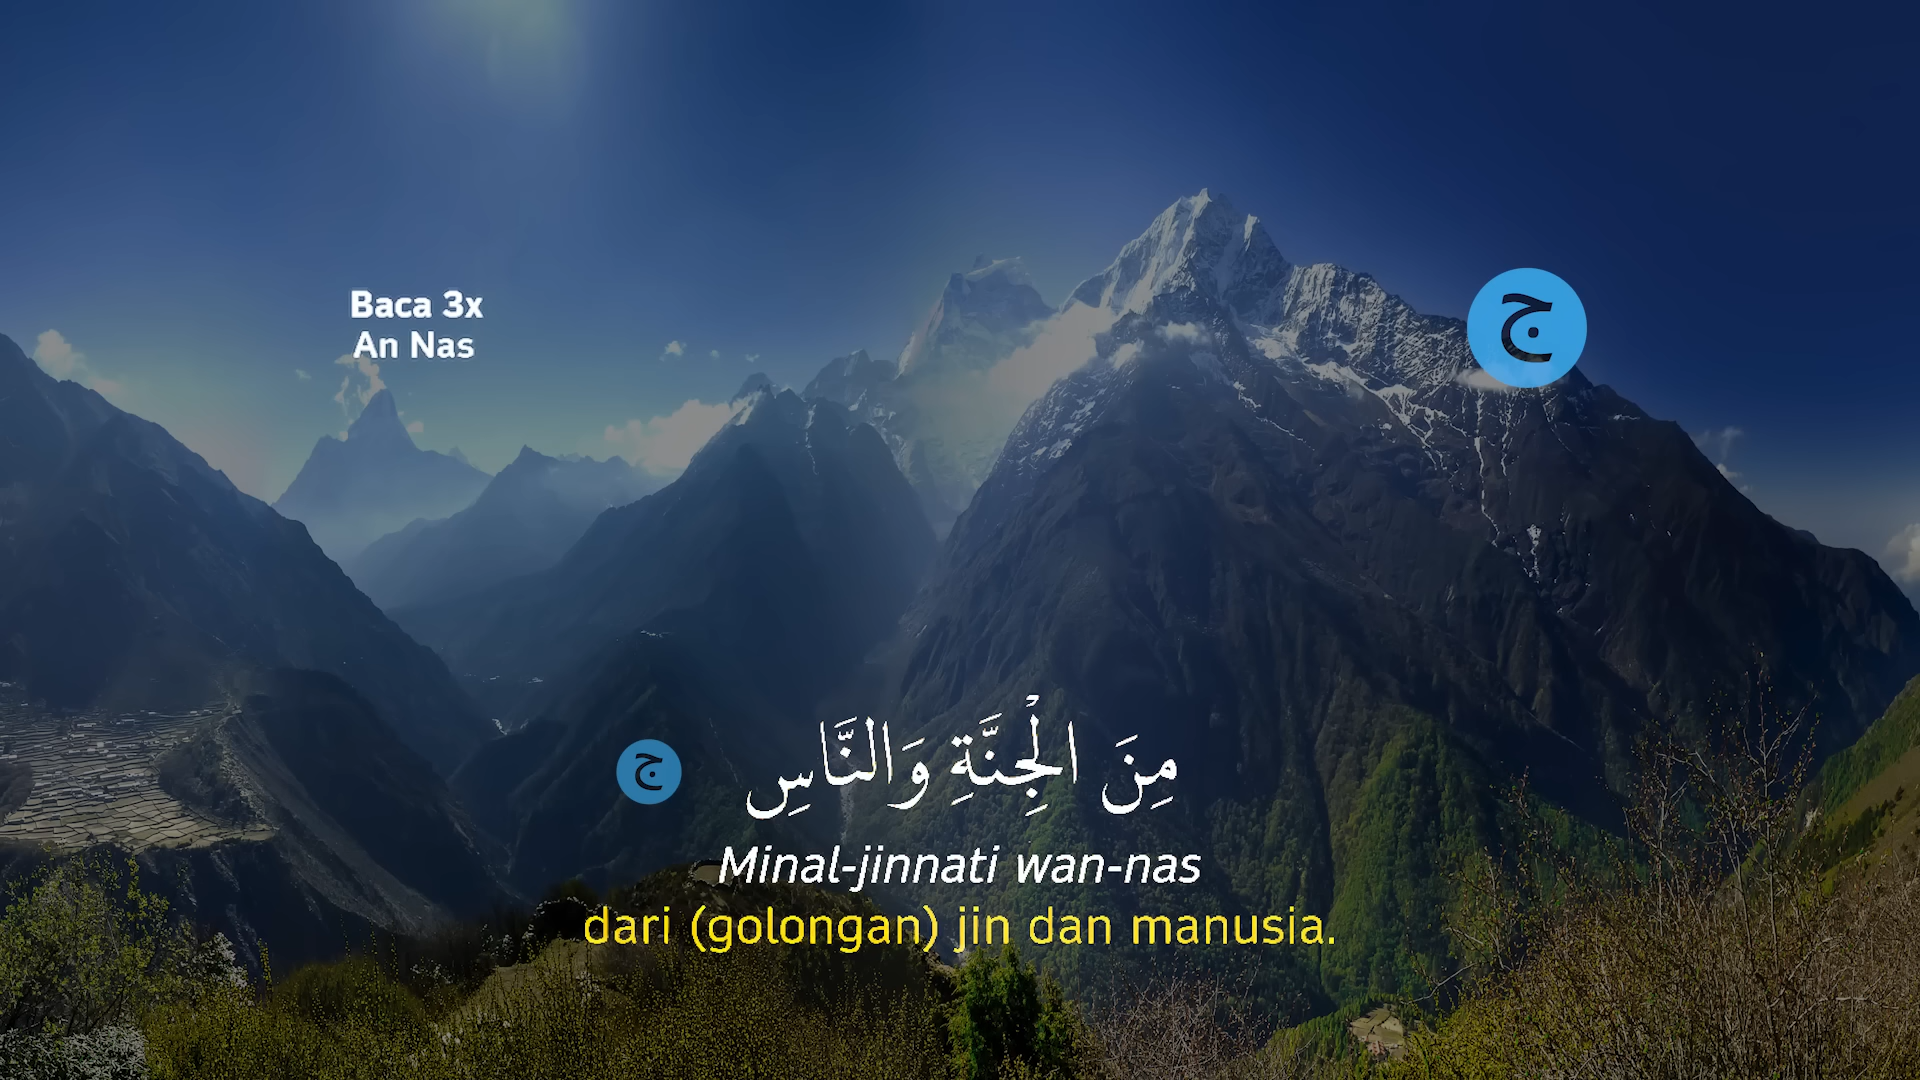 Baca 3x
An Nas
ج
ج
مِنَ الْجِنَّةِ وَالنَّاسِ
Minal-jinnati wan-nas
dari (golongan) jin dan manusia.